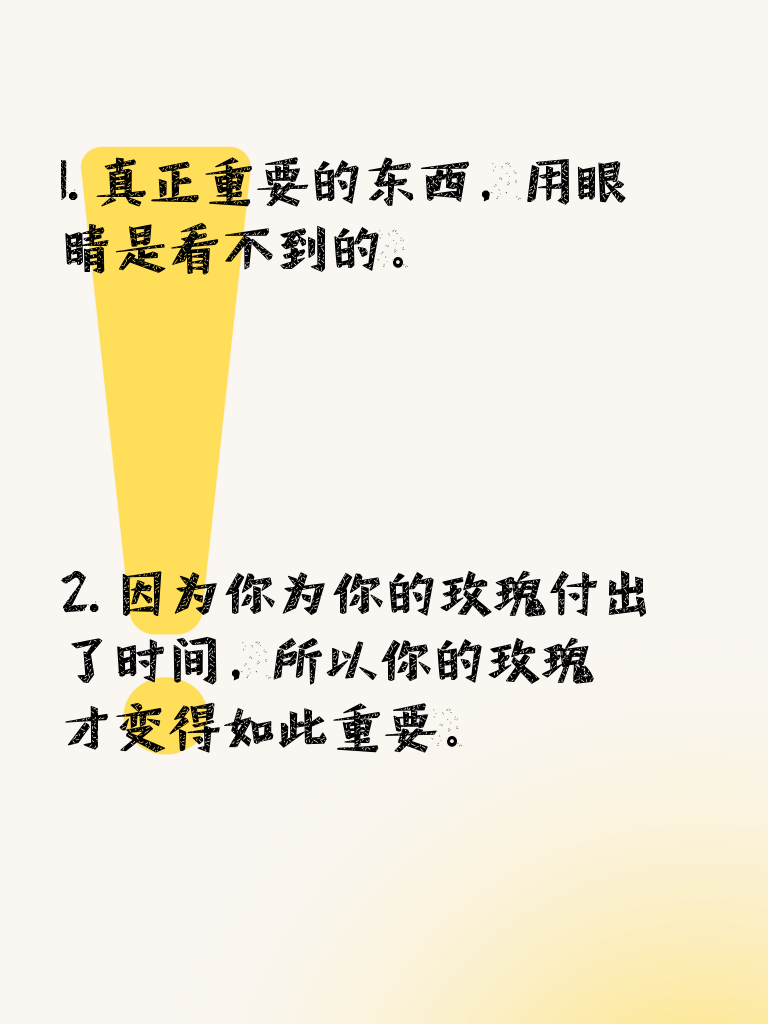 1. 真正重要的东西，用眼
睛是看不到的。
2. 因为你为你的玫瑰付出
了时间，所以你的玫瑰
才变得如此重要。